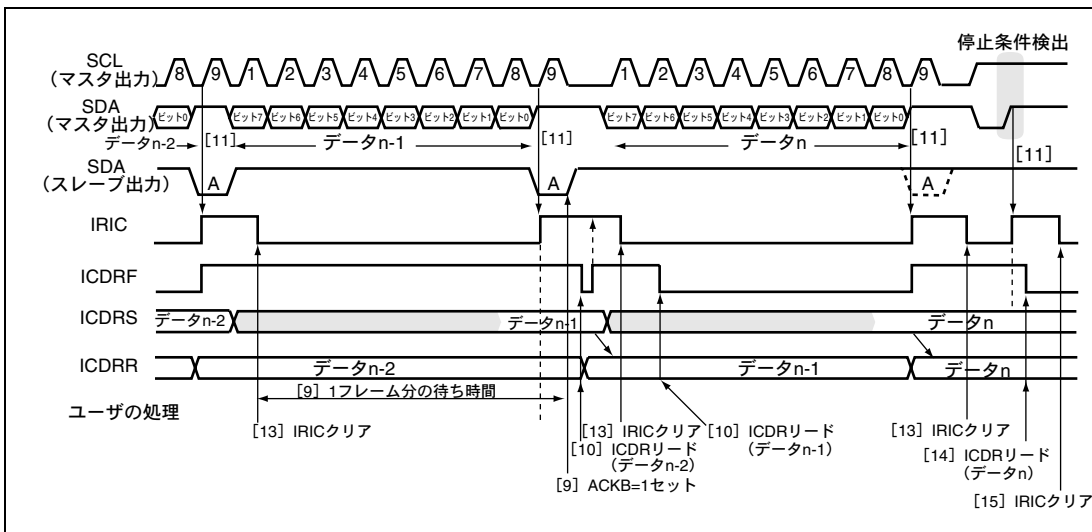 停止条件検出
SCL
（マスタ出力）
8 9 1 2 3 4 5 6 7 8 9 1 2 3 4 5 6 7 8 9
SDA
（マスタ出力）
ビット0 ビット7 ビット6 ビット5 ビット4 ビット3 ビット2 ビット1 ビット0 ビット7 ビット6 ビット5 ビット4 ビット3 ビット2 ビット1 ビット0
データn-2 [11] データn-1 [11] データn [11] [11]
SDA
（スレーブ出力）
A A A
IRIC
ICDRF
ICDRS
データn-2 データn-1 データn
ICDRR
データn-2 データn-1 データn
[9] 1フレーム分の待ち時間
ユーザの処理
[13] IRICクリア [13] IRICクリア [10] ICDRリード
（データn-1） [13] IRICクリア
[10] ICDRリード
（データn-2）
[14] ICDRリード
（データn）
[9] ACKB=1セット
[15] IRICクリア